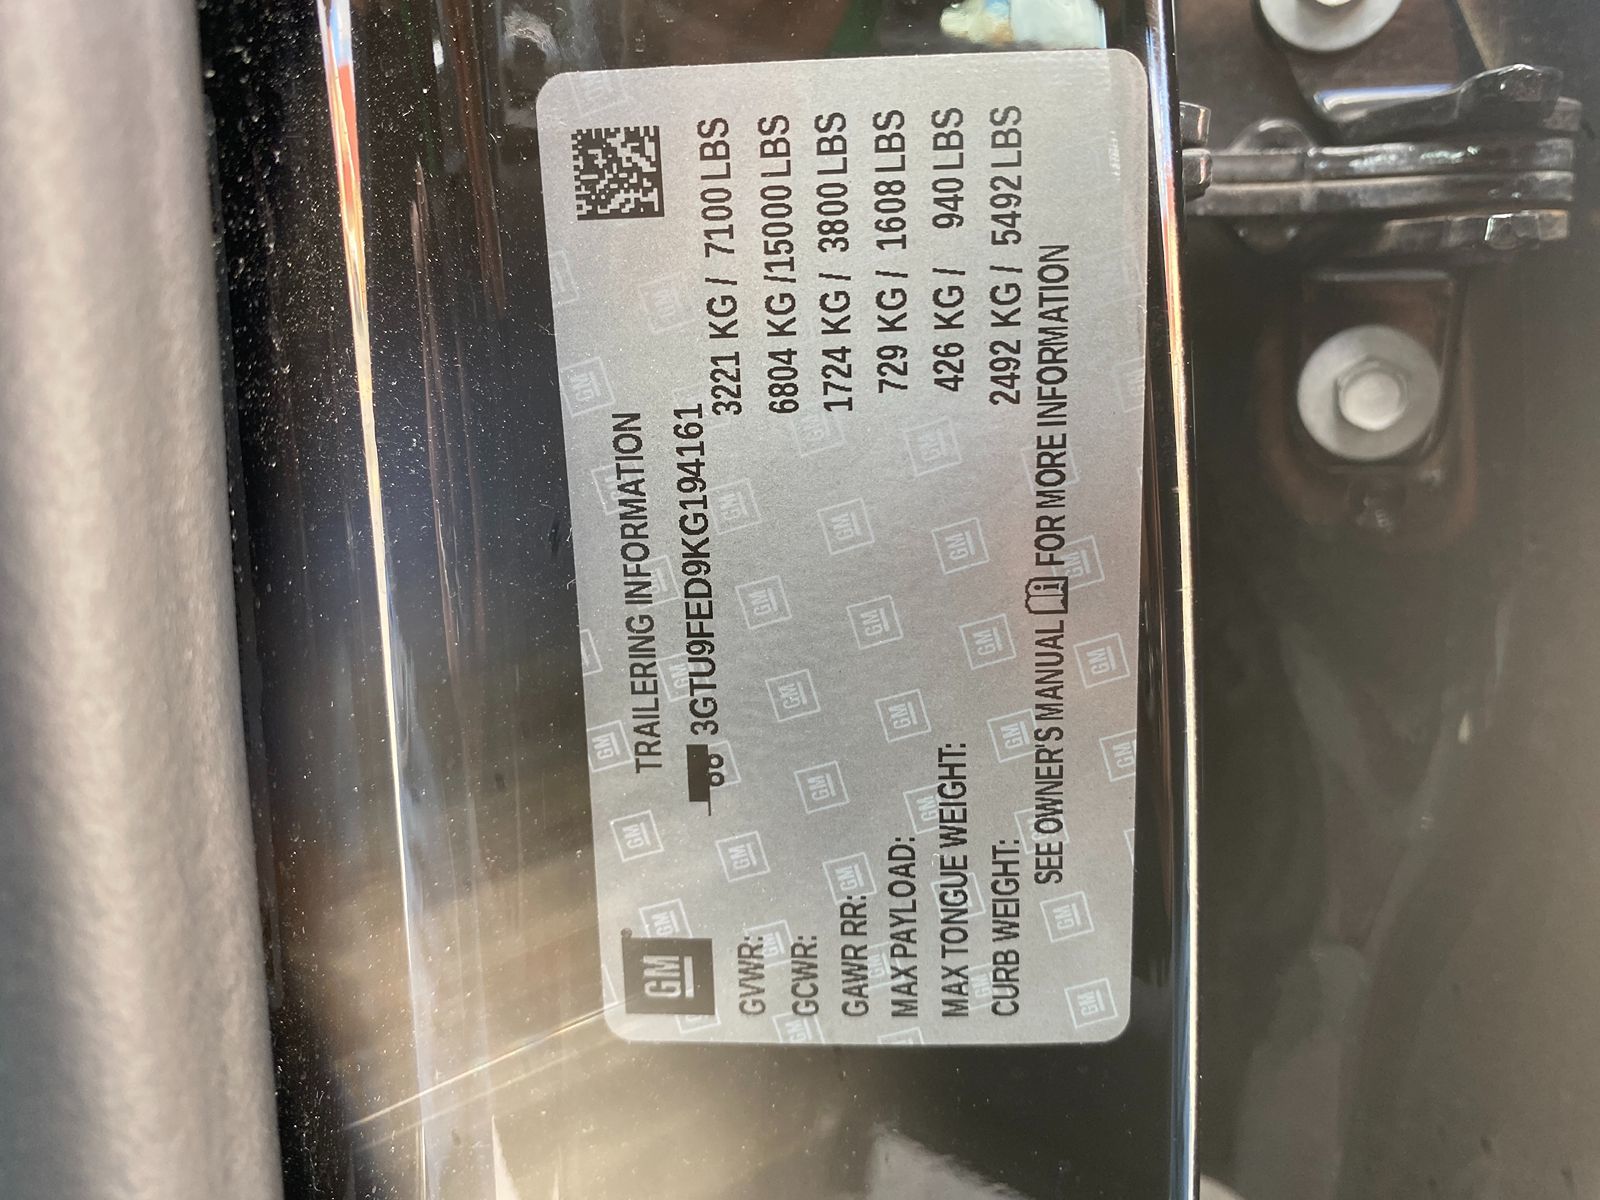 GM
TRAILERING INFORMATION
3GTU9FED9KG194161
GVWR: 3221 KG / 7100 LBS
GCWR: 6804 KG /15000 LBS
GAWR RR: 1724 KG / 3800 LBS
MAX PAYLOAD: 729 KG / 1608 LBS
MAX TONGUE WEIGHT: 426 KG / 940 LBS
CURB WEIGHT: 2492 KG / 5492 LBS
SEE OWNER'S MANUAL FOR MORE INFORMATION